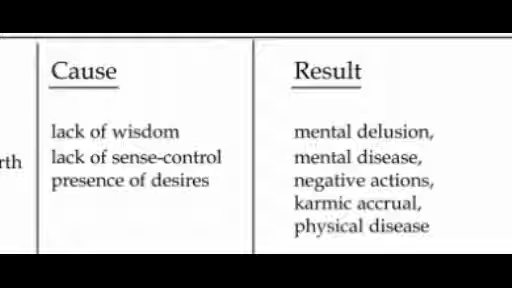 Cause
Result
lack of wisdom
mental delusion,
rth
lack of sense-control
mental disease,
presence of desires
negative actions,
karmic accrual,
physical disease